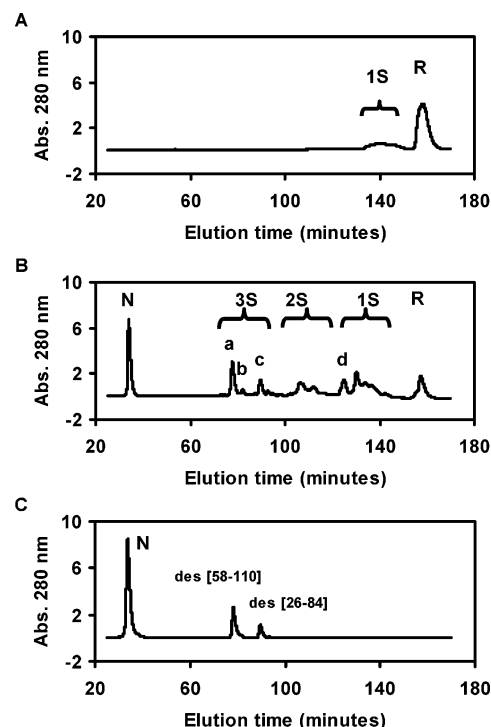 A
10
6
2
-2
Abs. 280 nm
1S
R
20 60 100 140 180
Elution time (minutes)
B
10
6
2
-2
Abs. 280 nm
N
3S
2S
1S
R
a
b
c
d
20 60 100 140 180
Elution time (minutes)
C
10
6
2
-2
Abs. 280 nm
N
des [58-110]
des [26-84]
20 60 100 140 180
Elution time (minutes)